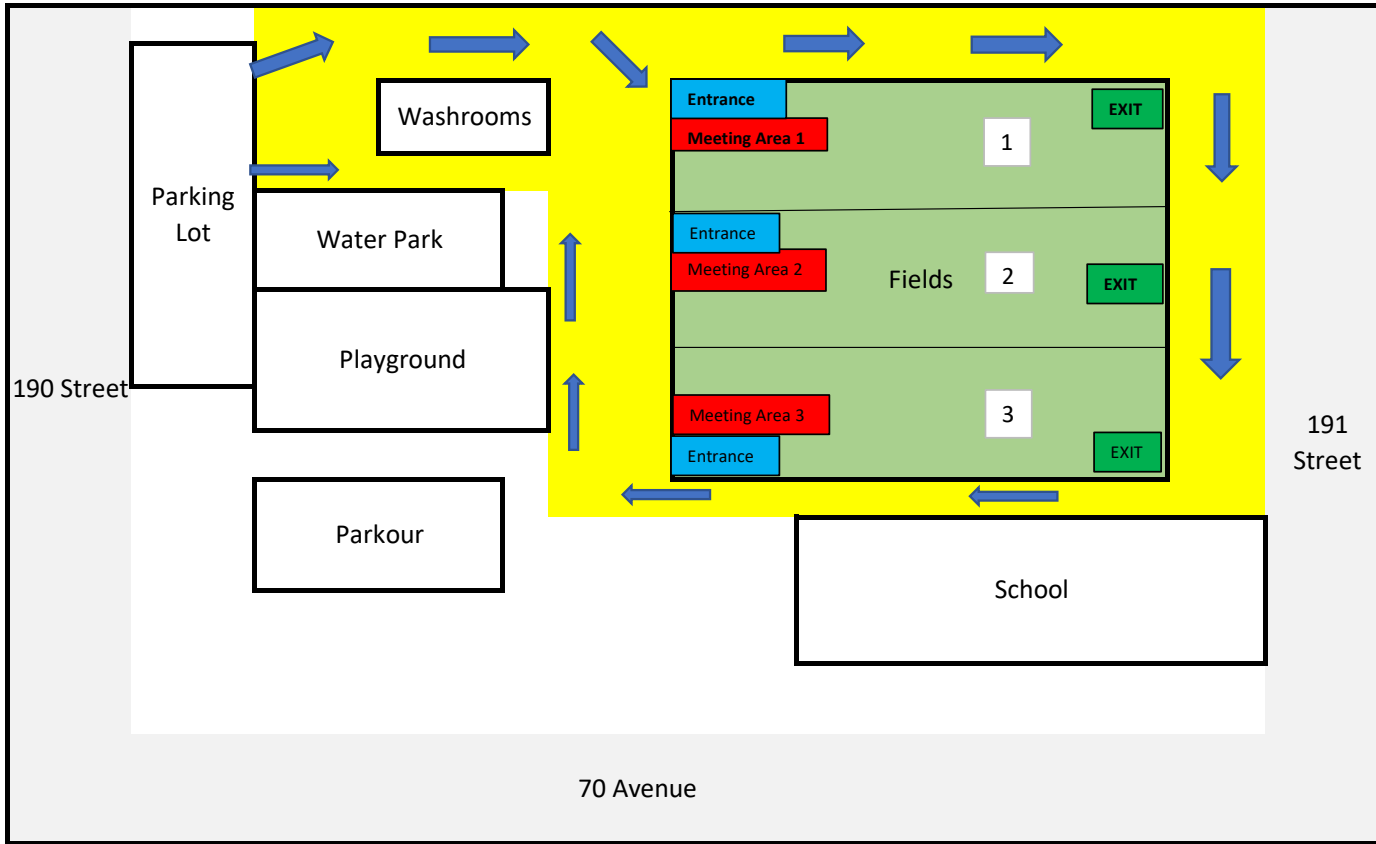 Washrooms
Entrance
Meeting Area 1
1
EXIT
Parking
Lot
Water Park
Entrance
Meeting Area 2
Fields
2
EXIT
Playground
190 Street
Meeting Area 3
3
Entrance
EXIT
191
Street
Parkour
School
70 Avenue